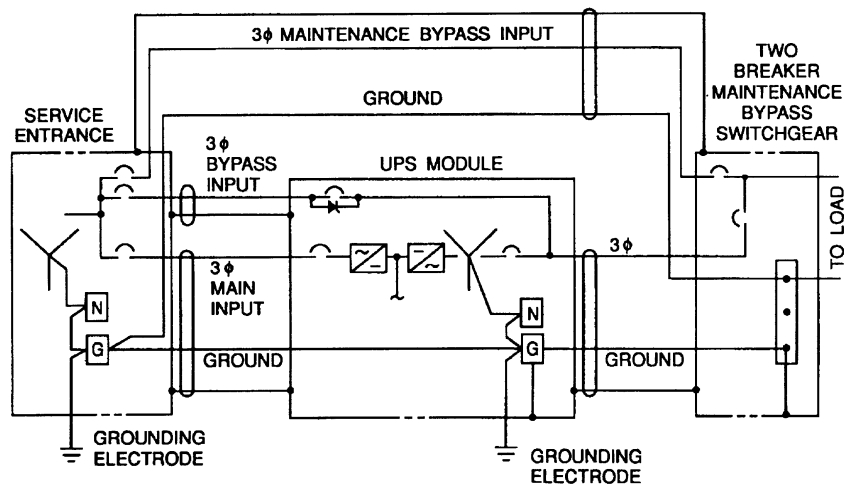 3ϕ MAINTENANCE BYPASS INPUT
TWO
BREAKER
MAINTENANCE
BYPASS
SWITCHGEAR
GROUND
SERVICE
ENTRANCE
3ϕ
BYPASS
INPUT
UPS MODULE
TO LOAD
3ϕ
3ϕ
MAIN
INPUT
N
N
G
G
GROUND
GROUND
GROUNDING
ELECTRODE
GROUNDING
ELECTRODE